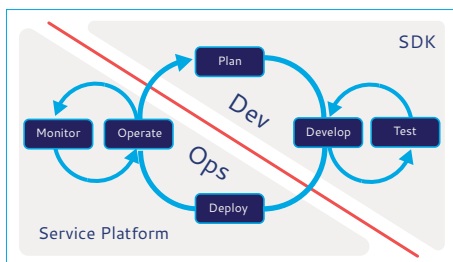 SDK
Plan
Dev
Monitor
Operate
Develop
Test
Ops
Deploy
Service Platform